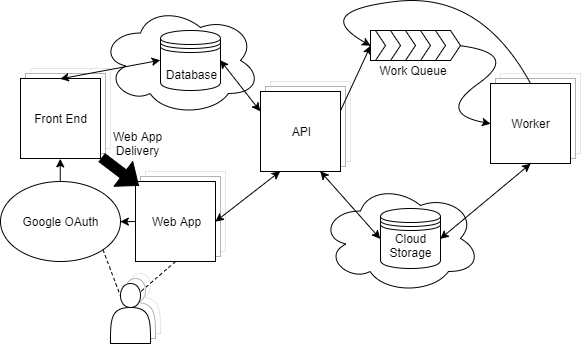 Database
Work Queue
Front End
Web App
Delivery
API
Worker
Google OAuth
Web App
Cloud
Storage